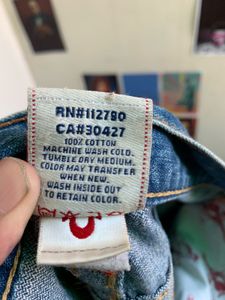 RN#112790
CA#30427
100% COTTON
MACHINE WASH COLD.
TUMBLE DRY MEDIUM.
COLOR MAY TRANSFER
WHEN NEW.
WASH INSIDE OUT
TO RETAIN COLOR.